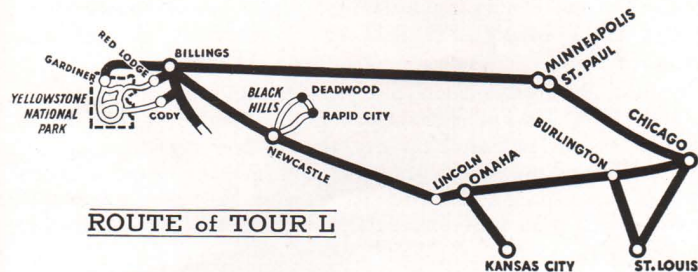 GARDINER
RED LODGE
BILLINGS
MINNEAPOLIS
ST. PAUL
YELLOWSTONE
NATIONAL
PARK
CODY
BLACK
HILLS
DEADWOOD
RAPID CITY
NEWCASTLE
CHICAGO
BURLINGTON
LINCOLN
OMAHA
ROUTE of TOUR L
KANSAS CITY
ST. LOUIS